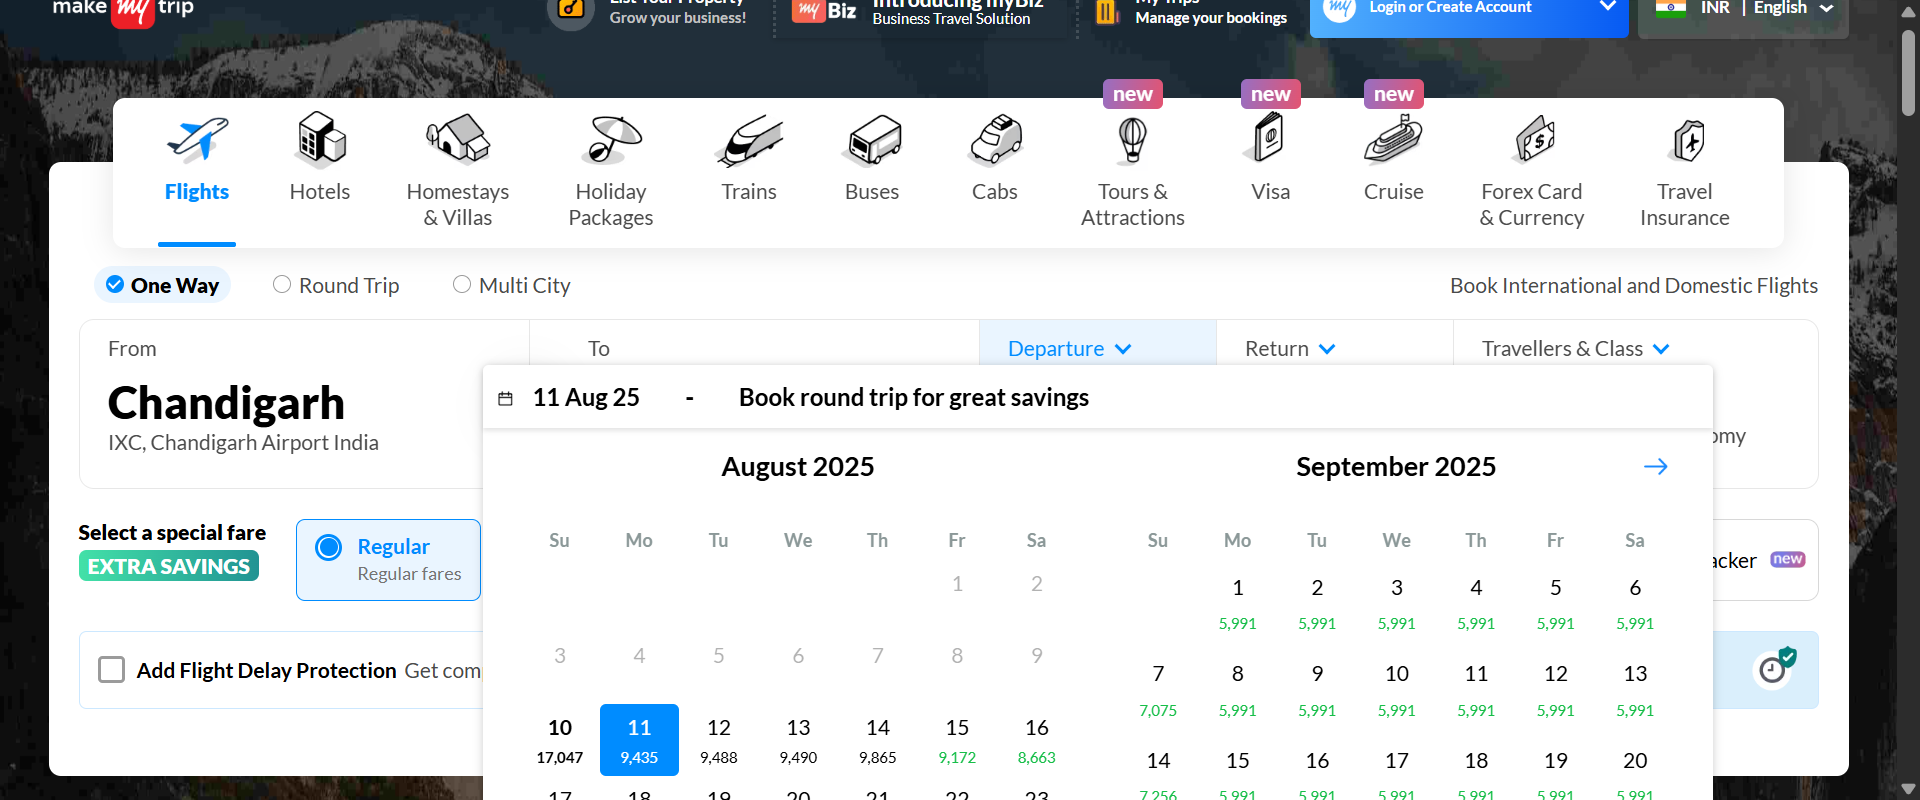 make my trip
List Your Property
Grow your business!
my Biz
Introducing myBiz
Business Travel Solution
My Trips
Manage your bookings
my
Login or Create Account
INR | English
new
new
new
Flights
Hotels
Homestays
& Villas
Holiday
Packages
Trains
Buses
Cabs
Tours &
Attractions
Visa
Cruise
Forex Card
& Currency
Travel
Insurance
One Way
Round Trip
Multi City
Book International and Domestic Flights
From
To
Departure
Return
Travellers & Class
Chandigarh
IXC, Chandigarh Airport India
11 Aug 25 - Book round trip for great savings
omy
August 2025
September 2025
Select a special fare
EXTRA SAVINGS
Regular
Regular fares
acker new
Add Flight Delay Protection Get com
Su Mo Tu We Th Fr Sa
1 2
3 4 5 6 7 8 9
10 11 12 13 14 15 16
17,047 9,435 9,488 9,490 9,865 9,172 8,663
17 18 19 20 21 22 23
Su Mo Tu We Th Fr Sa
1 2 3 4 5 6
5,991 5,991 5,991 5,991 5,991 5,991
7 8 9 10 11 12 13
7,075 5,991 5,991 5,991 5,991 5,991 5,991
14 15 16 17 18 19 20
7,256 5,991 5,991 5,991 5,991 5,991 5,991